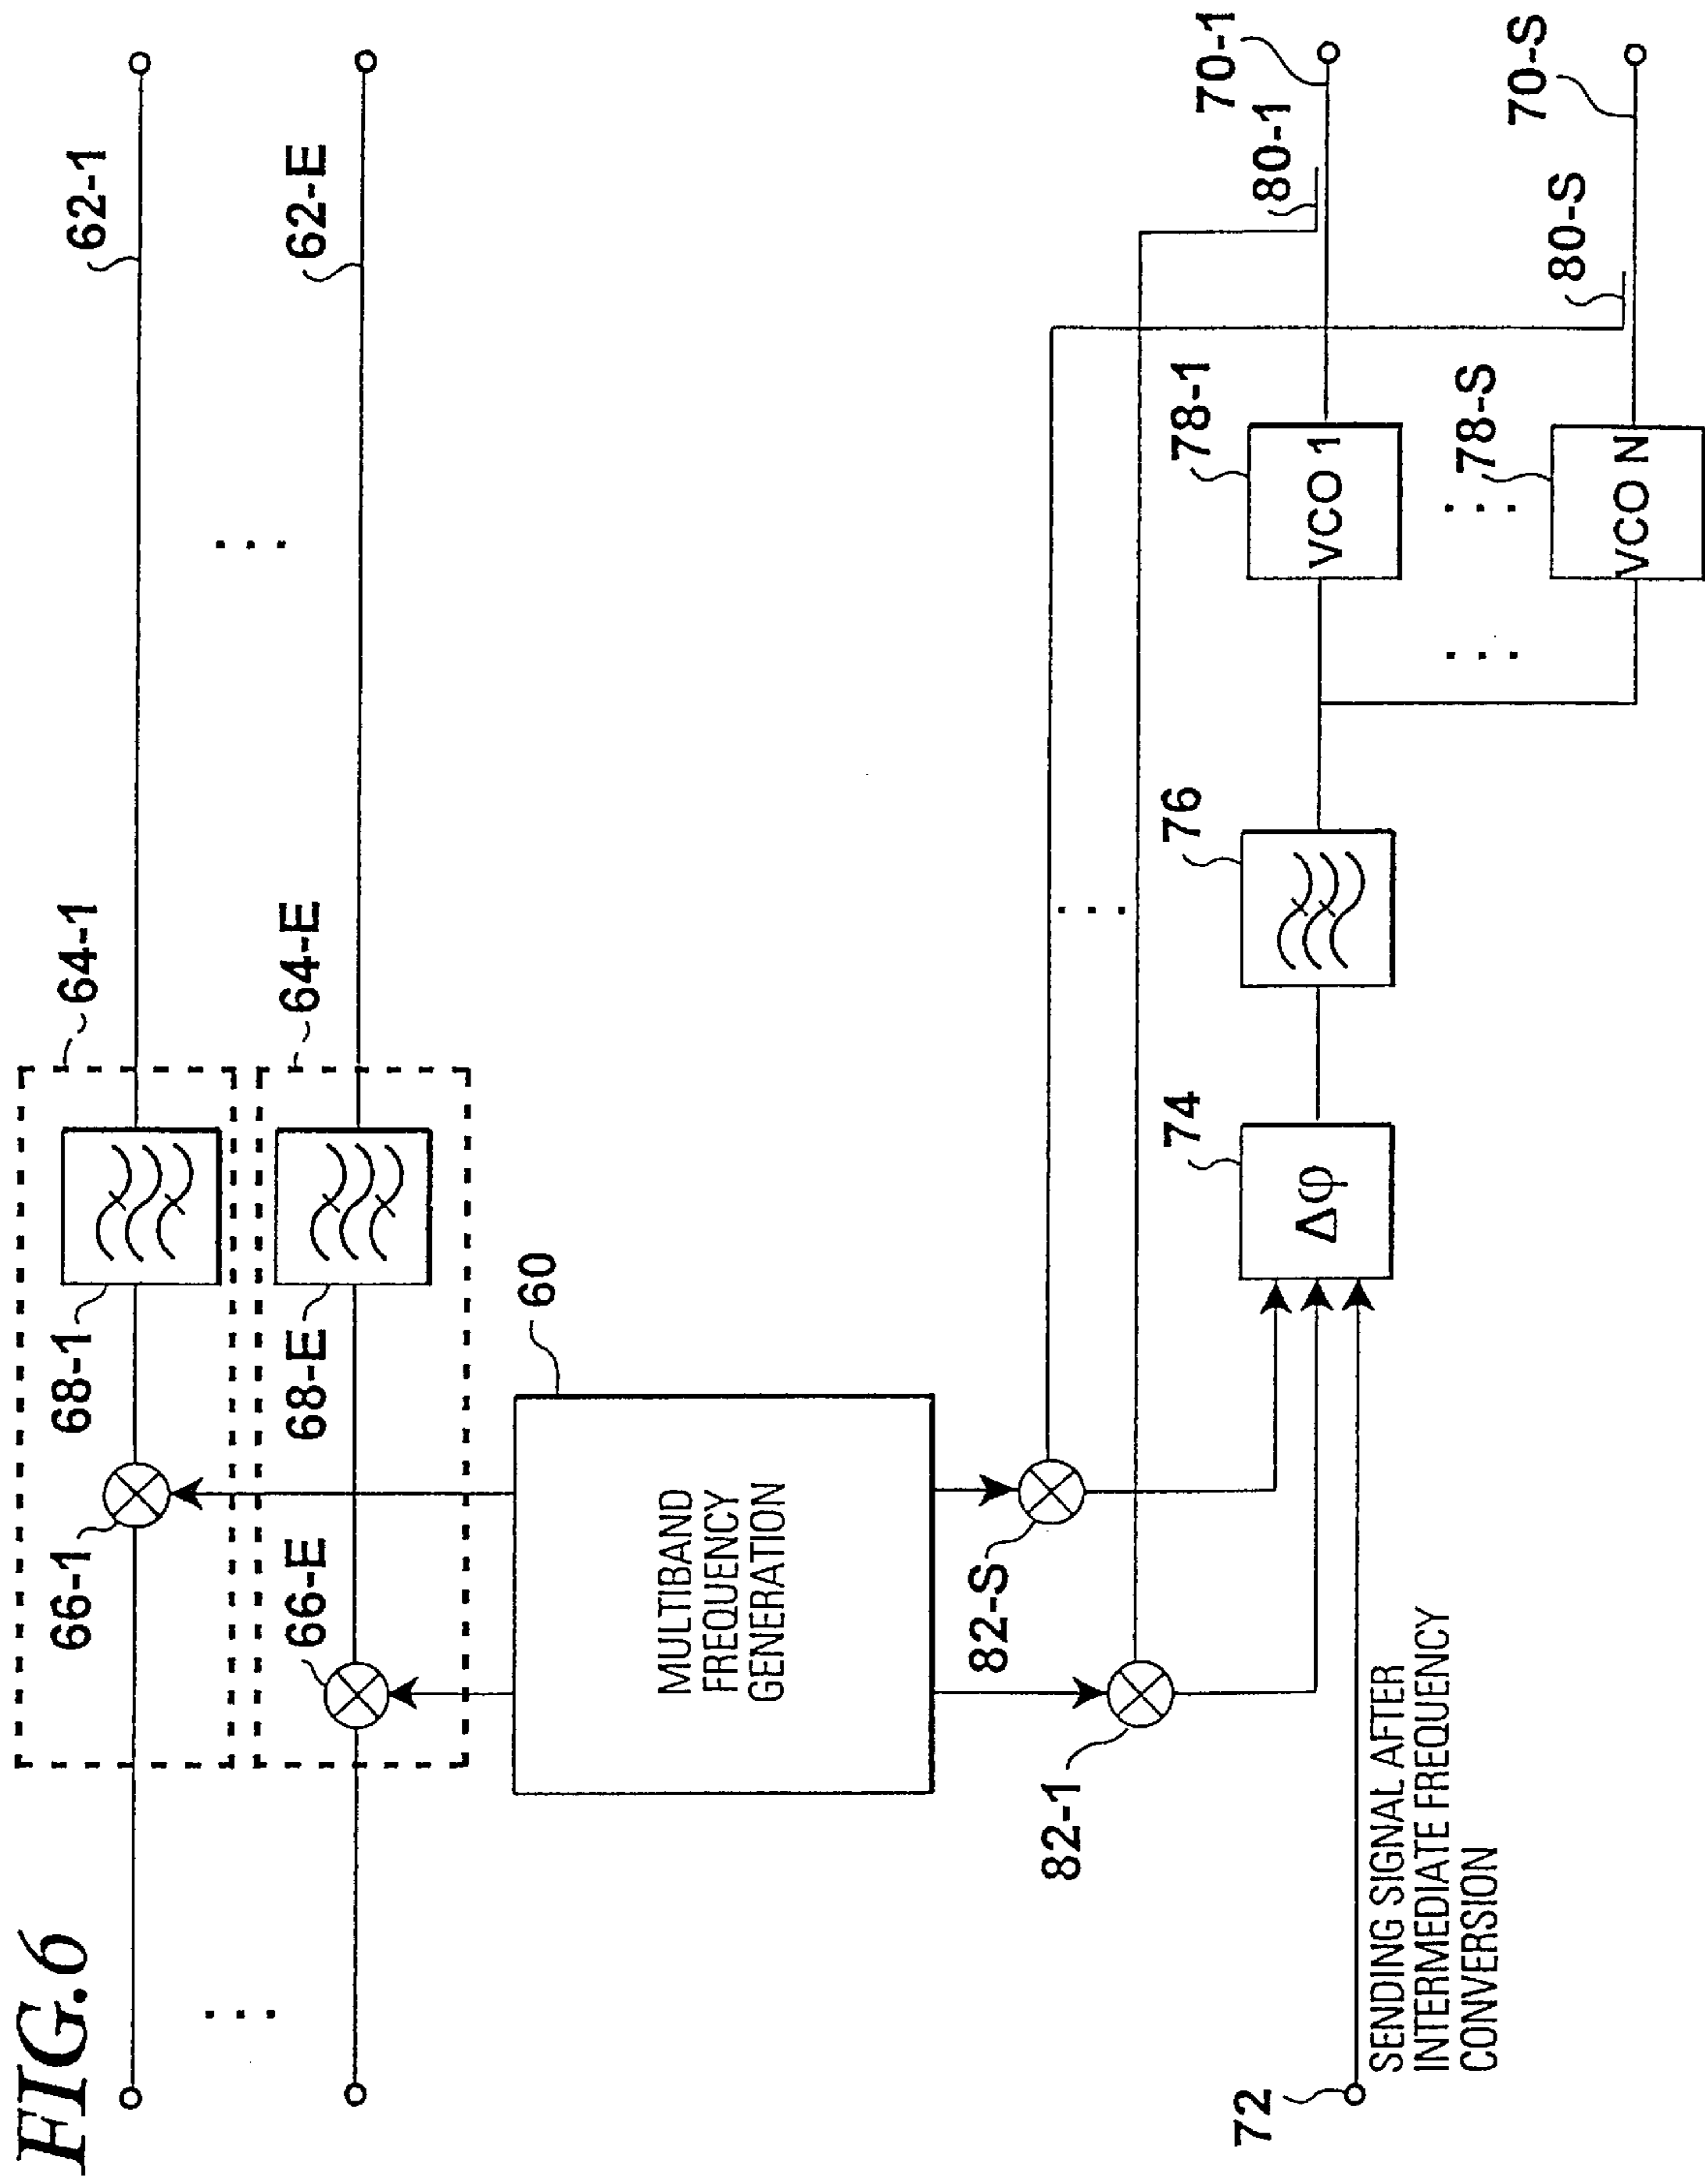 FIG.6
62-1
62-E
64-1
64-E
66-1
68-1
66-E
68-E
60
MULTIBAND
FREQUENCY
GENERATION
82-S
82-1
72
SENDING SIGNAL AFTER
INTERMEDIATE FREQUENCY
CONVERSION
74
Δφ
76
78-1
VCO 1
78-S
VCO N
80-1
70-1
80-S
70-S